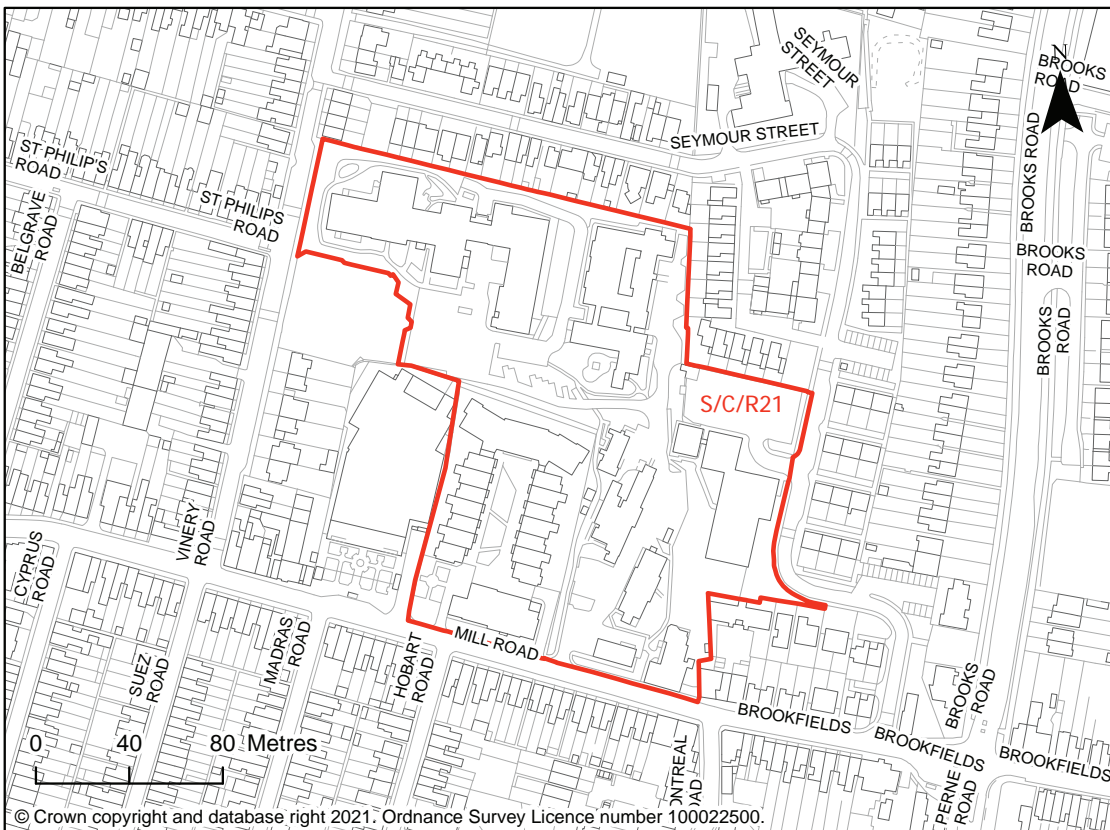 SEYMOUR
STREET
N
BROOKS
ROAD
SEYMOUR STREET
BROOKS ROAD
ST PHILIP'S
ROAD
BELGRAVE
ROAD
ST PHILIPS
ROAD
BROOKS
ROAD
BROOKS
ROAD
S/C/R21
VINERY
ROAD
CYPRUS
ROAD
SUEZ
ROAD
MADRAS
ROAD
HOBART
ROAD
MILL ROAD
BROOKFIELDS
BROOKS
ROAD
BROOKFIELDS
BROOKFIELDS
ONTREAL
OAD
PERNE
ROAD
0 40 80 Metres
© Crown copyright and database right 2021. Ordnance Survey Licence number 100022500.